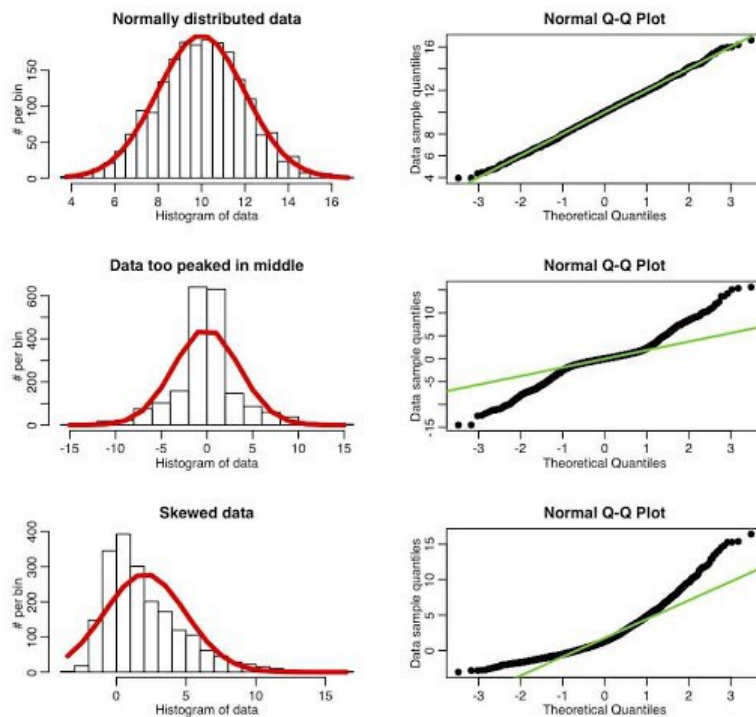 Normally distributed data
# per bin
0 50 100 150
4 6 8 10 12 14 16
Histogram of data
Normal Q-Q Plot
Data sample quantiles
4 8 12 16
-3 -2 -1 0 1 2 3
Theoretical Quantiles
Data too peaked in middle
# per bin
0 200 400 600
-15 -10 -5 0 5 10 15
Histogram of data
Normal Q-Q Plot
Data sample quantiles
-15 -5 0 5 10
-3 -2 -1 0 1 2 3
Theoretical Quantiles
Skewed data
# per bin
0 100 200 300 400
0 5 10 15
Histogram of data
Normal Q-Q Plot
Data sample quantiles
0 5 10 15
-3 -2 -1 0 1 2 3
Theoretical Quantiles